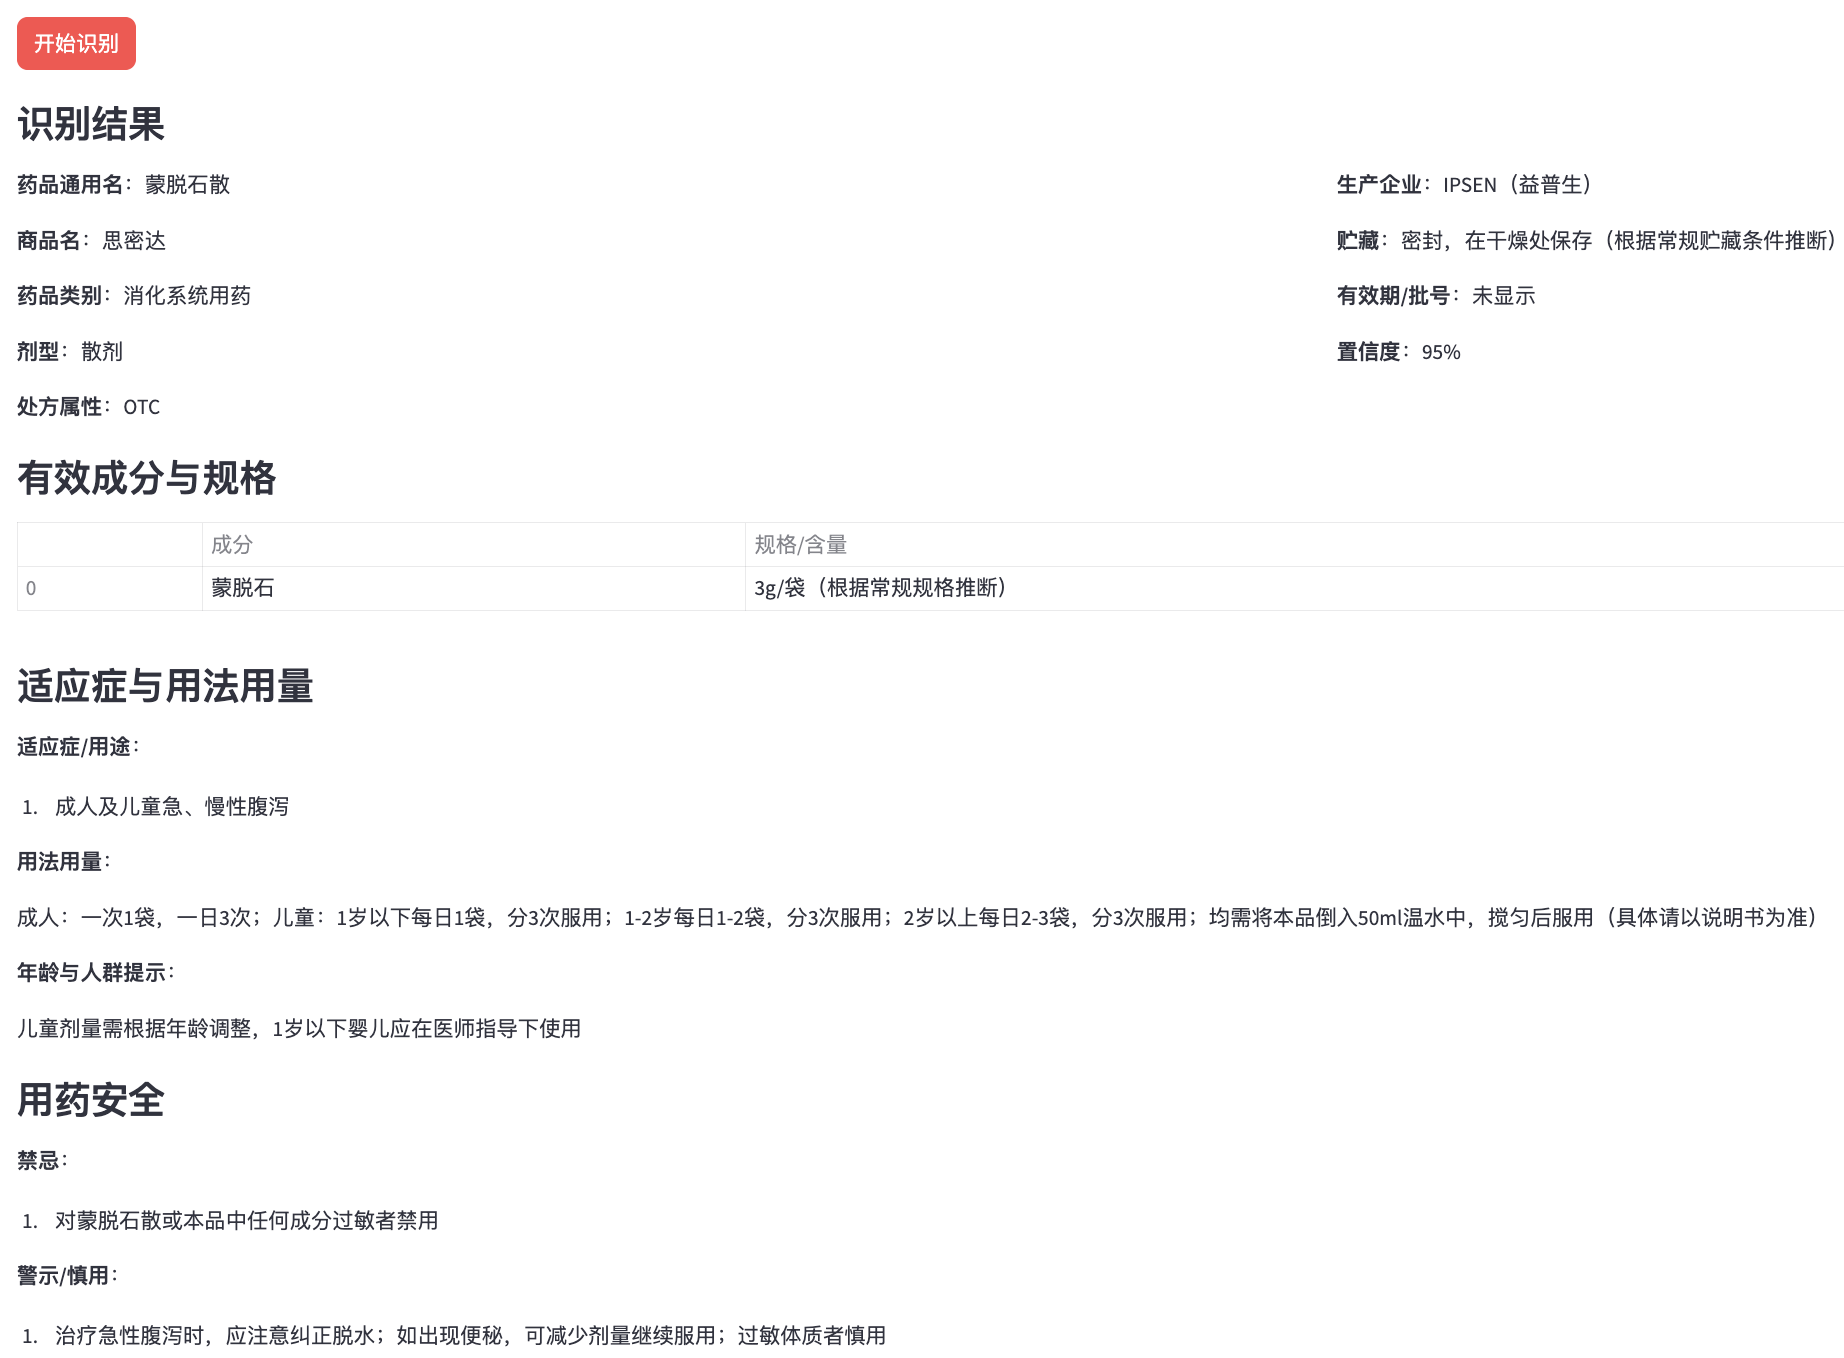 开始识别
识别结果
药品通用名：蒙脱石散
商品名：思密达
药品类别：消化系统用药
剂型：散剂
处方属性：OTC
生产企业：IPSEN（益普生）
贮藏：密封，在干燥处保存（根据常规贮藏条件推断）
有效期/批号：未显示
置信度：95%
有效成分与规格
成分 规格/含量
0 蒙脱石 3g/袋（根据常规规格推断）
适应症与用法用量
适应症/用途：
1. 成人及儿童急、慢性腹泻
用法用量：
成人：一次1袋，一日3次；儿童：1岁以下每日1袋，分3次服用；1-2岁每日1-2袋，分3次服用；2岁以上每日2-3袋，分3次服用；均需将本品倒入50ml温水中，搅匀后服用（具体请以说明书为准）
年龄与人群提示：
儿童剂量需根据年龄调整，1岁以下婴儿应在医师指导下使用
用药安全
禁忌：
1. 对蒙脱石散或本品中任何成分过敏者禁用
警示/慎用：
1. 治疗急性腹泻时，应注意纠正脱水；如出现便秘，可减少剂量继续服用；过敏体质者慎用